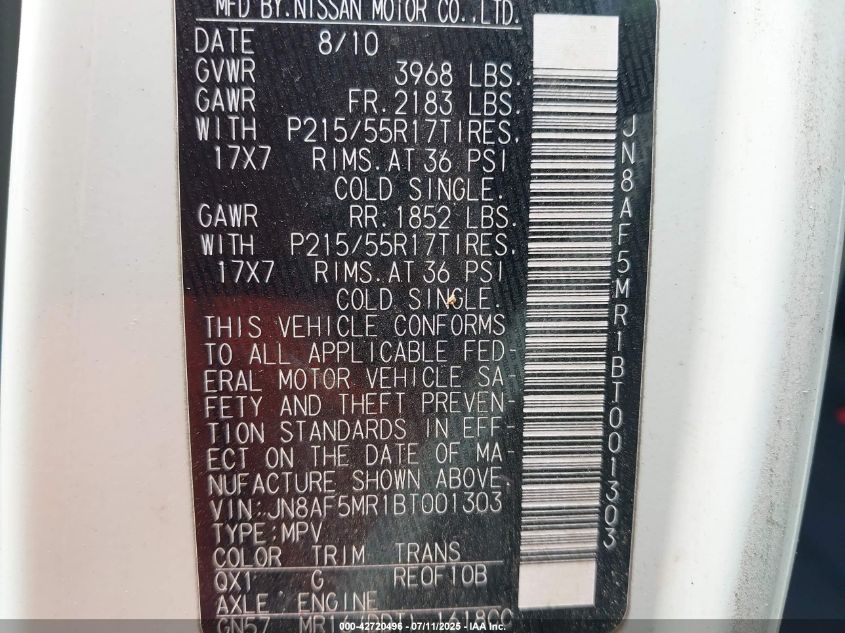 MFD BY.NISSAN MOTOR CO.,LTD.
DATE 8/10
GVWR 3968 LBS.
GAWR FR.2183 LBS.
WITH P215/55R17TIRES.
17X7 RIMS.AT 36 PSI
COLD SINGLE.
GAWR RR.1852 LBS.
WITH P215/55R17TIRES.
17X7 RIMS.AT 36 PSI
COLD SINGLE.
THIS VEHICLE CONFORMS
TO ALL APPLICABLE FED-
ERAL MOTOR VEHICLE SA-
FETY AND THEFT PREVEN-
TION STANDARDS IN EFF-
ECT ON THE DATE OF MA-
NUFACTURE SHOWN ABOVE.
VIN:JN8AF5MR1BT001303
TYPE:MPV
COLOR TRIM TRANS
QX1 G RE0F10B
AXLE ENGINE
GN57 1618CC
JN8AF5MR1BT001303
000-42720496 - 07/11/2025 - IAA Inc.